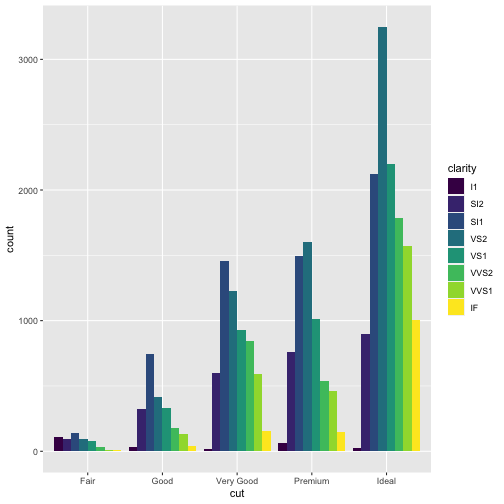 3000
2000
1000
0
count
Fair Good Very Good Premium Ideal
cut
clarity
I1
SI2
SI1
VS2
VS1
VVS2
VVS1
IF